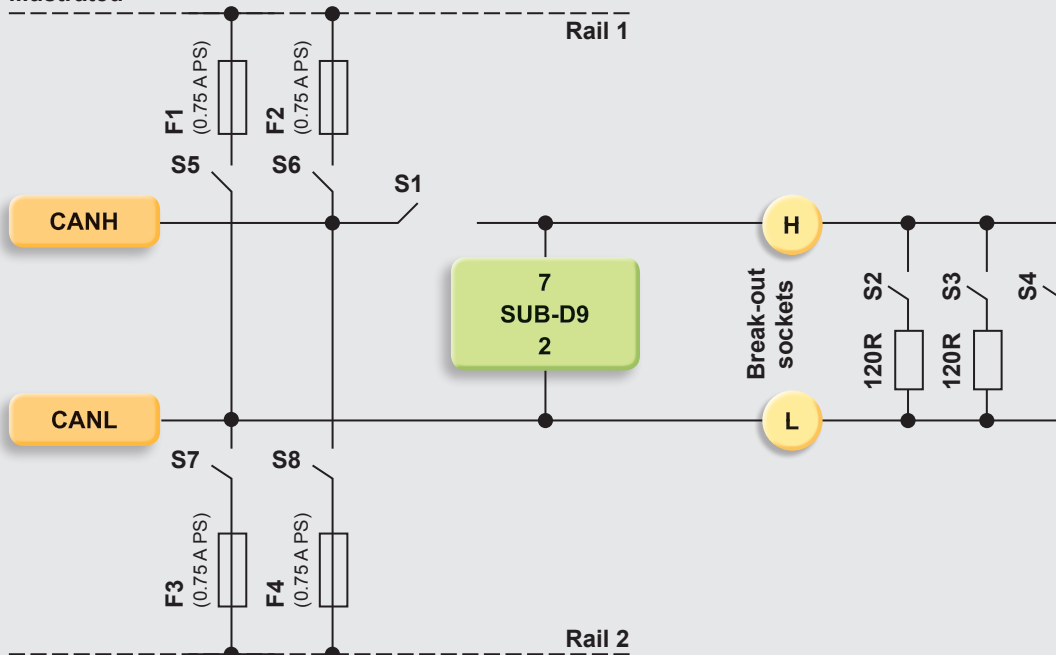 Rail 1
F1
(0.75 A PS)
F2
(0.75 A PS)
S5
S6
S1
CANH
H
7
SUB-D9
2
Break-out
sockets
S2
120R
S3
120R
S4
CANL
L
S7
S8
F3
(0.75 A PS)
F4
(0.75 A PS)
Rail 2